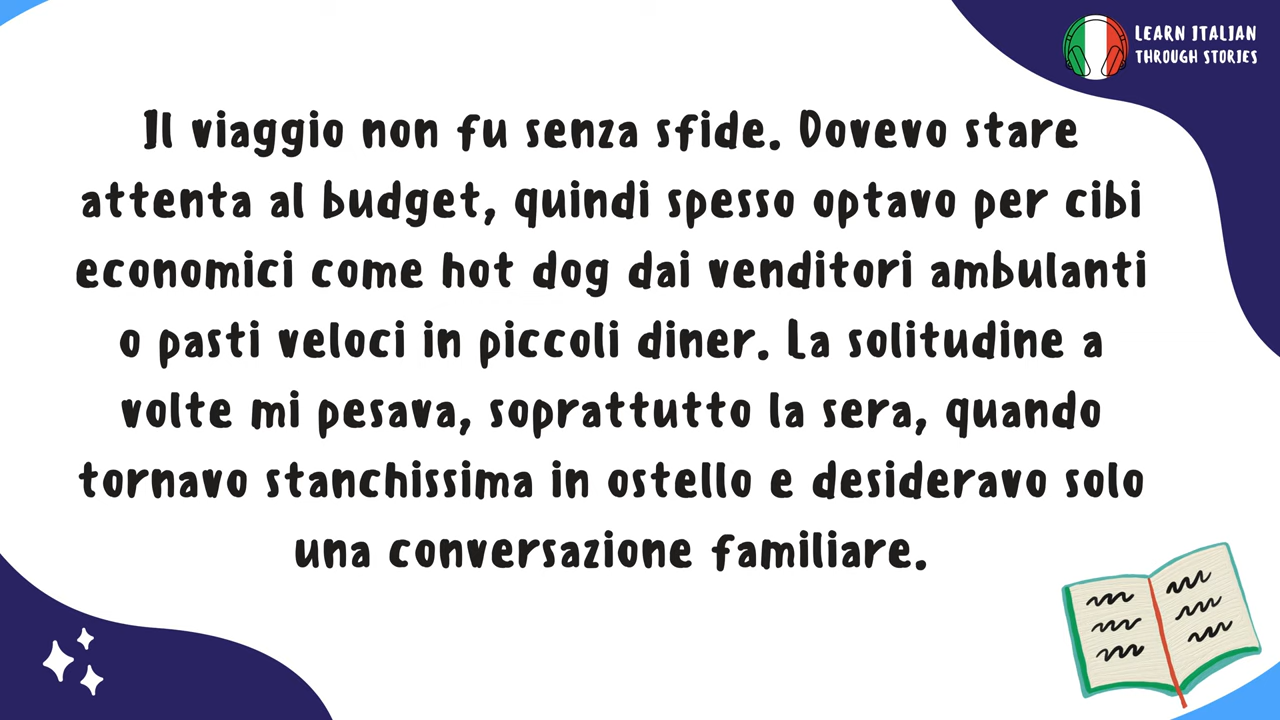 LEARN ITALIAN
THROUGH STORIES
Il viaggio non fu senza sfide. Dovevo stare
attenta al budget, quindi spesso optavo per cibi
economici come hot dog dai venditori ambulanti
o pasti veloci in piccoli diner. La solitudine a
volte mi pesava, soprattutto la sera, quando
tornavo stanchissima in ostello e desideravo solo
una conversazione familiare.